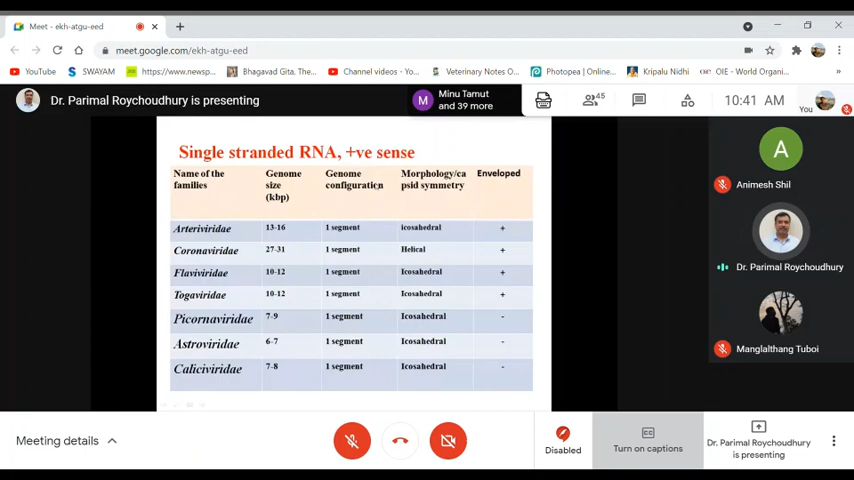 Meet - ekh-atgu-eed
meet.google.com/ekh-atgu-eed
YouTube
SWAYAM
https://www.newsp...
Bhagavad Gita, The...
Channel videos - Yo...
Veterinary Notes O...
Photopea | Online...
Kripalu Nidhi
OIE - World Organi...
Dr. Parimal Roychoudhury is presenting
M
Minu Tamut
and 39 more
45
10:41 AM
You
Single stranded RNA, +ve sense
Name of the families
Genome size (kbp)
Genome configuration
Morphology/ca psid symmetry
Enveloped
Arteriviridae 13-16 1 segment icosahedral +
Coronaviridae 27-31 1 segment Helical +
Flaviviridae 10-12 1 segment Icosahedral +
Togaviridae 10-12 1 segment Icosahedral +
Picornaviridae 7-9 1 segment Icosahedral -
Astroviridae 6-7 1 segment Icosahedral -
Caliciviridae 7-8 1 segment Icosahedral -
A
Animesh Shil
Dr. Parimal Roychoudhury
Manglalthang Tuboi
Meeting details
Disabled
CC
Turn on captions
Dr. Parimal Roychoudhury
is presenting